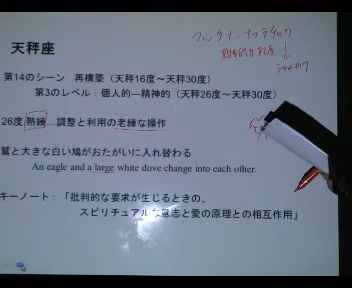 天秤座
第14のシーン 再構築（天秤16度～天秤30度）
第3のレベル：個人的ー精神的（天秤26度～天秤30度）
26度 熟練…調整と利用の老練な操作
鷲と大きな白い鳩がおたがいに入れ替わる
An eagle and a large white dove change into each other.
キーノート：「批判的な要求が生じるときの、
スピリチュアルな意志と愛の原理との相互作用」